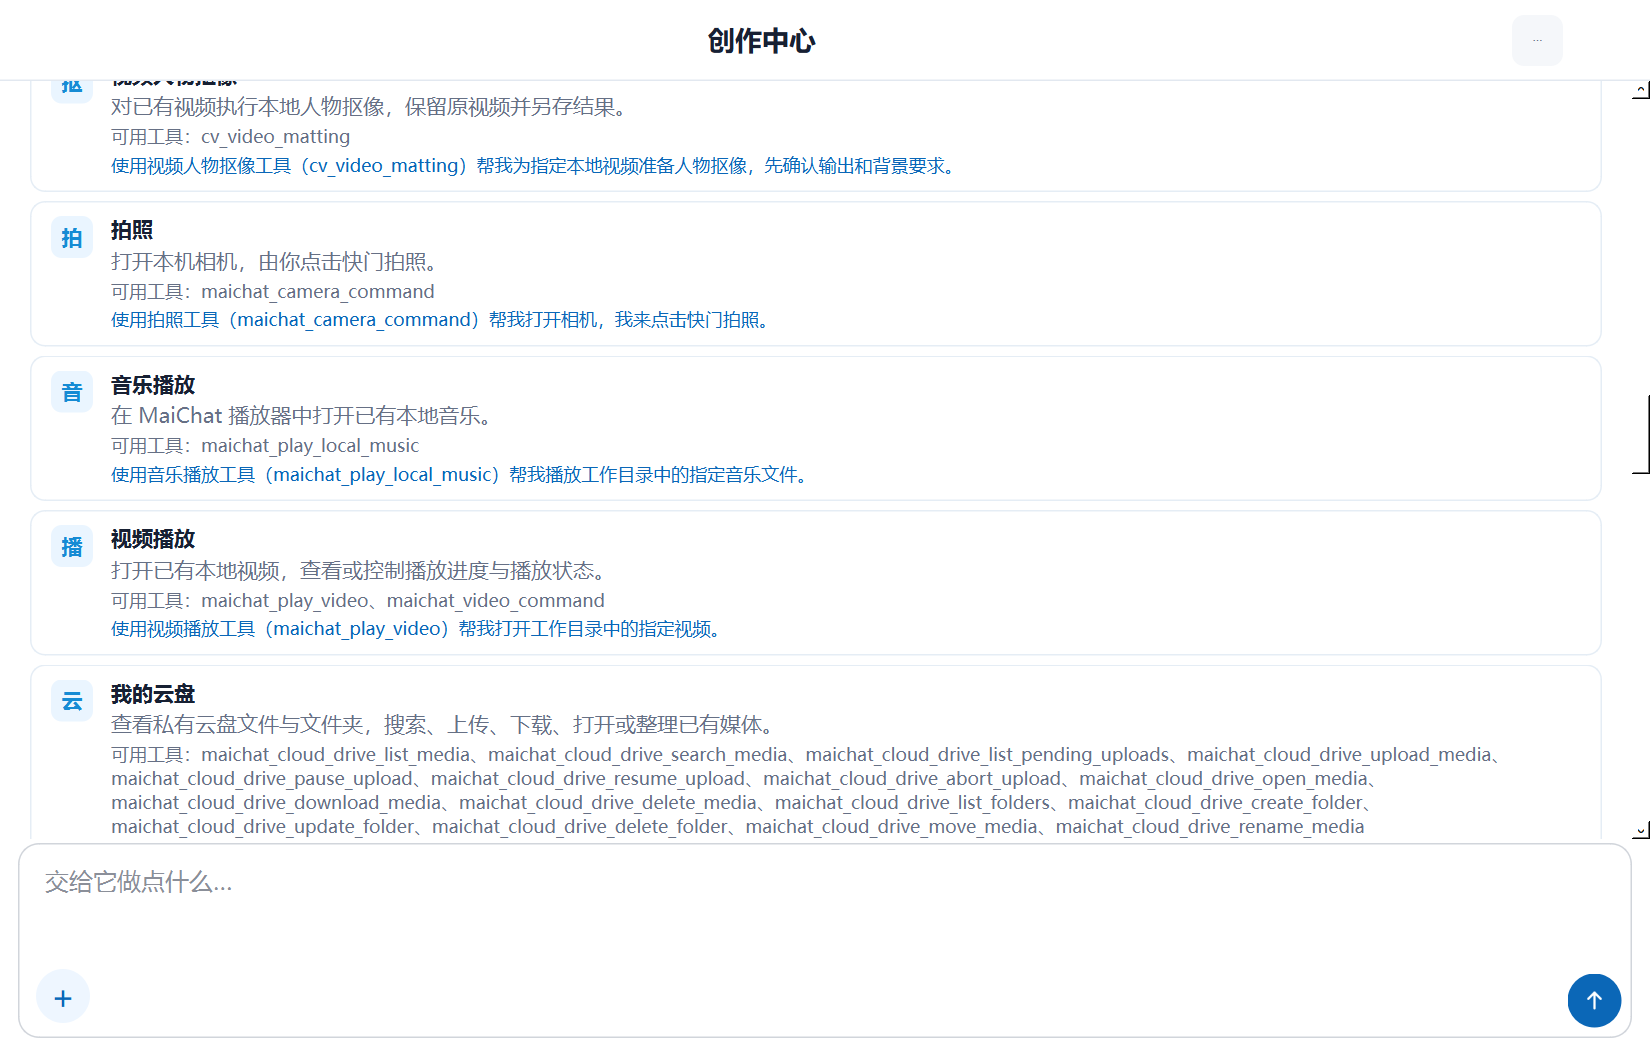 创作中心
...
抠
视频人物抠像
对已有视频执行本地人物抠像，保留原视频并另存结果。
可用工具：cv_video_matting
使用视频人物抠像工具（cv_video_matting）帮我为指定本地视频准备人物抠像，先确认输出和背景要求。
拍
拍照
打开本机相机，由你点击快门拍照。
可用工具：maichat_camera_command
使用拍照工具（maichat_camera_command）帮我打开相机，我来点击快门拍照。
音
音乐播放
在 MaiChat 播放器中打开已有本地音乐。
可用工具：maichat_play_local_music
使用音乐播放工具（maichat_play_local_music）帮我播放工作目录中的指定音乐文件。
播
视频播放
打开已有本地视频，查看或控制播放进度与播放状态。
可用工具：maichat_play_video、maichat_video_command
使用视频播放工具（maichat_play_video）帮我打开工作目录中的指定视频。
云
我的云盘
查看私有云盘文件与文件夹，搜索、上传、下载、打开或整理已有媒体。
可用工具：maichat_cloud_drive_list_media、maichat_cloud_drive_search_media、maichat_cloud_drive_list_pending_uploads、maichat_cloud_drive_upload_media、
maichat_cloud_drive_pause_upload、maichat_cloud_drive_resume_upload、maichat_cloud_drive_abort_upload、maichat_cloud_drive_open_media、
maichat_cloud_drive_download_media、maichat_cloud_drive_delete_media、maichat_cloud_drive_list_folders、maichat_cloud_drive_create_folder、
maichat_cloud_drive_update_folder、maichat_cloud_drive_delete_folder、maichat_cloud_drive_move_media、maichat_cloud_drive_rename_media
交给它做点什么...